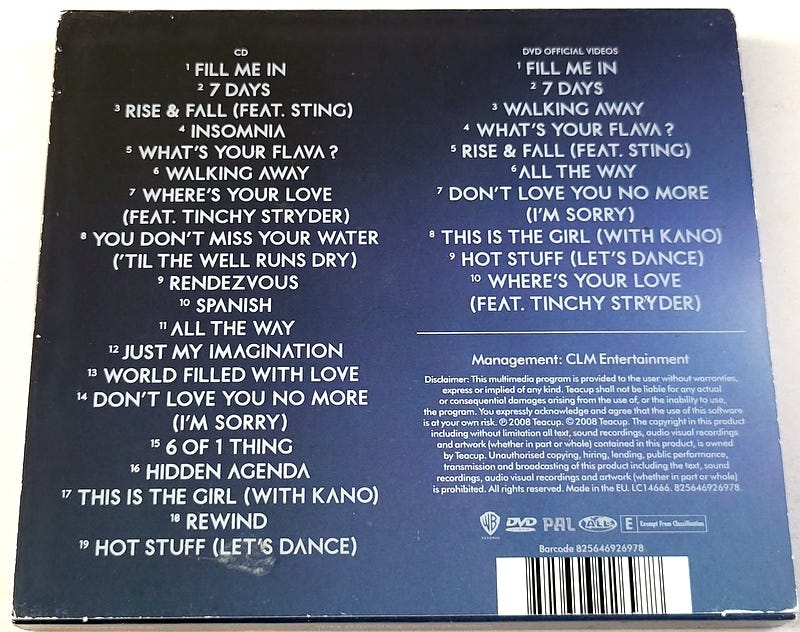 CD
1 FILL ME IN
2 7 DAYS
3 RISE & FALL (FEAT. STING)
4 INSOMNIA
5 WHAT'S YOUR FLAVA ?
6 WALKING AWAY
7 WHERE'S YOUR LOVE
(FEAT. TINCHY STRYDER)
8 YOU DON'T MISS YOUR WATER
('TIL THE WELL RUNS DRY)
9 RENDEZVOUS
10 SPANISH
11 ALL THE WAY
12 JUST MY IMAGINATION
13 WORLD FILLED WITH LOVE
14 DON'T LOVE YOU NO MORE
(I'M SORRY)
15 6 OF 1 THING
16 HIDDEN AGENDA
17 THIS IS THE GIRL (WITH KANO)
18 REWIND
19 HOT STUFF (LET'S DANCE)
DVD OFFICIAL VIDEOS
1 FILL ME IN
2 7 DAYS
3 WALKING AWAY
4 WHAT'S YOUR FLAVA ?
5 RISE & FALL (FEAT. STING)
6 ALL THE WAY
7 DON'T LOVE YOU NO MORE
(I'M SORRY)
8 THIS IS THE GIRL (WITH KANO)
9 HOT STUFF (LET'S DANCE)
10 WHERE'S YOUR LOVE
(FEAT. TINCHY STRYDER)
Management: CLM Entertainment
Disclaimer: This multimedia program is provided to the user without warranties,
express or implied of any kind. Teacup shall not be liable for any actual
or consequential damages arising from the use of, or the inability to use,
the program. You expressly acknowledge and agree that the use of this software
is at your own risk. ℗ 2008 Teacup. © 2008 Teacup. The copyright in this product
including without limitation all text, sound recordings, audio visual recordings
and artwork (whether in part or whole) contained in this product, is owned
by Teacup. Unauthorised copying, hiring, lending, public performance,
transmission and broadcasting of this product including the text, sound
recordings, audio visual recordings and artwork (whether in part or whole)
is prohibited. All rights reserved. Made in the EU. LC14666. 825646926978.
WB RECORDS DVD VIDEO PAL ALL E Exempt From Classification
Barcode 825646926978